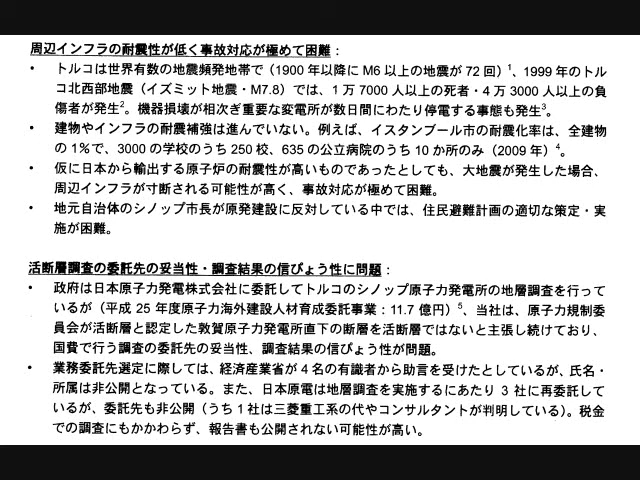 周辺インフラの耐震性が低く事故対応が極めて困難:
• トルコは世界有数の地震頻発地帯で（1900 年以降に M6 以上の地震が 72 回）1、1999 年のトル
コ北西部地震（イズミット地震・M7.8）では、1 万 7000 人以上の死者・4 万 3000 人以上の負
傷者が発生2。機器損壊が相次ぎ重要な変電所が数日間にわたり停電する事態も発生3。
• 建物やインフラの耐震補強は進んでいない。例えば、イスタンブール市の耐震化率は、全建物
の 1％で、3000 の学校のうち 250 校、635 の公立病院のうち 10 か所のみ（2009 年）4。
• 仮に日本から輸出する原子炉の耐震性が高いものであったとしても、大地震が発生した場合、
周辺インフラが寸断される可能性が高く、事故対応が極めて困難。
• 地元自治体のシノップ市長が原発建設に反対している中では、住民避難計画の適切な策定・実
施が困難。
活断層調査の委託先の妥当性・調査結果の信ぴょう性に問題:
• 政府は日本原子力発電株式会社に委託してトルコのシノップ原子力発電所の地層調査を行って
いるが（平成 25 年度原子力海外建設人材育成委託事業：11.7 億円）5、当社は、原子力規制委
員会が活断層と認定した敦賀原子力発電所直下の断層を活断層ではないと主張し続けており、
国費で行う調査の委託先の妥当性、調査結果の信ぴょう性が問題。
• 業務委託先選定に際しては、経済産業省が 4 名の有識者から助言を受けたとしているが、氏名・
所属は非公開となっている。また、日本原電は地層調査を実施するにあたり 3 社に再委託して
いるが、委託先も非公開（うち 1 社は三菱重工系の代やコンサルタントが判明している）。税金
での調査にもかかわらず、報告書も公開されない可能性が高い。